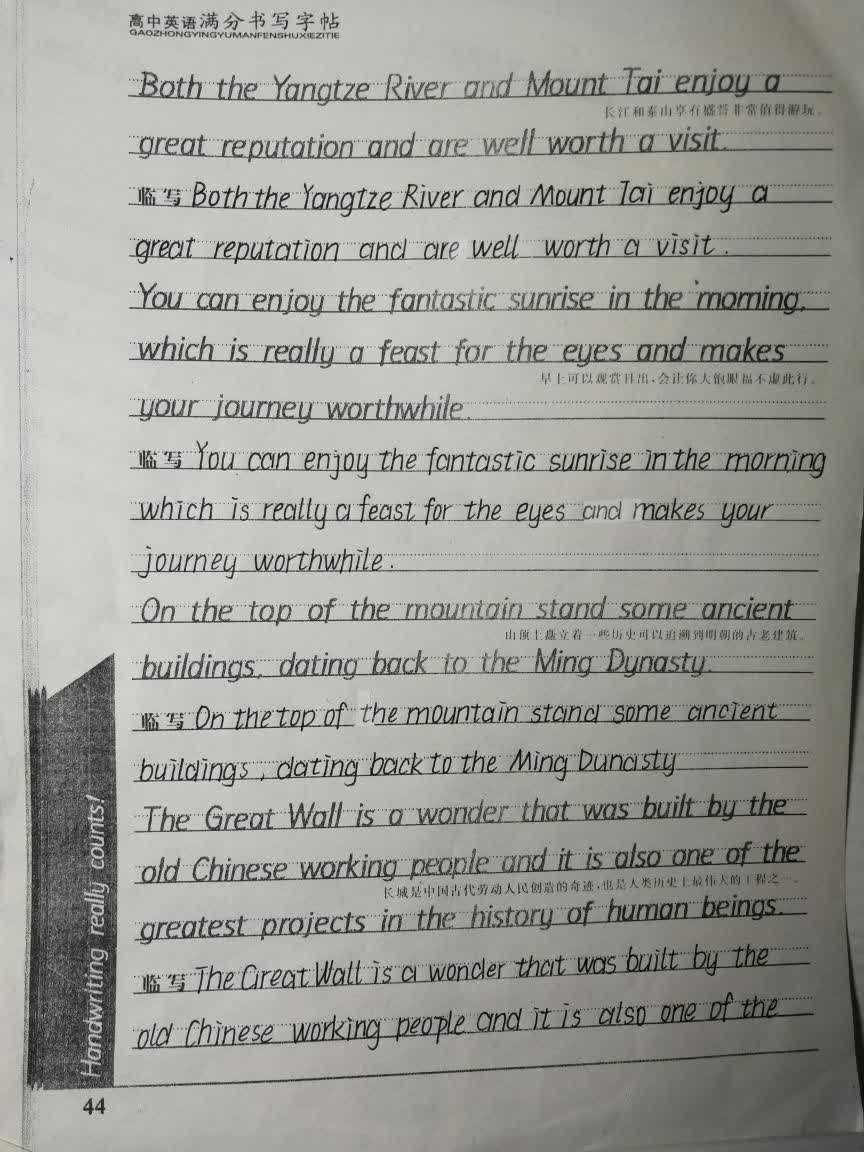 高中英语满分书写字帖
GAOZHONGYINGYUMANFENSHUXIEZITIE
Both the Yangtze River and Mount Tai enjoy a
长江和泰山享有盛誉非常值得游玩。
great reputation and are well worth a visit.
临写 Both the Yangtze River and Mount Tai enjoy a
great reputation and are well worth a visit.
You can enjoy the fantastic sunrise in the morning,
which is really a feast for the eyes and makes
早上可以观赏日出，会让你大饱眼福不虚此行。
your journey worthwhile.
临写 You can enjoy the fantastic sunrise in the morning
which is really a feast for the eyes and makes your
journey worthwhile.
On the top of the mountain stand some ancient
山顶上矗立着一些历史可以追溯到明朝的古老建筑。
buildings, dating back to the Ming Dynasty.
临写 On the top of the mountain stand some ancient
buildings, dating back to the Ming Dunasty
The Great Wall is a wonder that was built by the
old Chinese working people and it is also one of the
长城是中国古代劳动人民创造的奇迹，也是人类历史上最伟大的工程之一。
greatest projects in the history of human beings.
临写 The Great Wall is a wonder that was built by the
old Chinese working people and it is also one of the
Handwriting really counts!
44